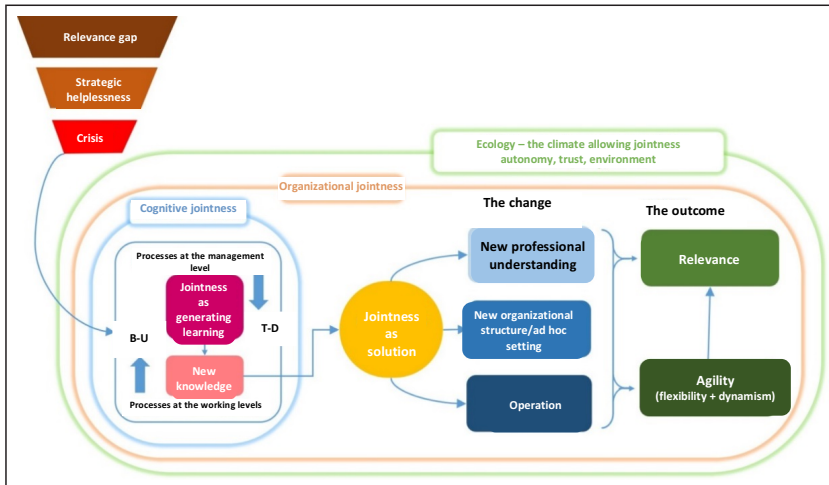 Relevance gap
Strategic
helplessness
Crisis
Ecology – the climate allowing jointness
autonomy, trust, environment
Organizational jointness
Cognitive jointness
The change
The outcome
Processes at the management
level
Jointness
as
generating
learning
B-U
T-D
New
knowledge
Processes at the working levels
Jointness
as
solution
New professional
understanding
New organizational
structure/ad hoc
setting
Operation
Relevance
Agility
(flexibility + dynamism)